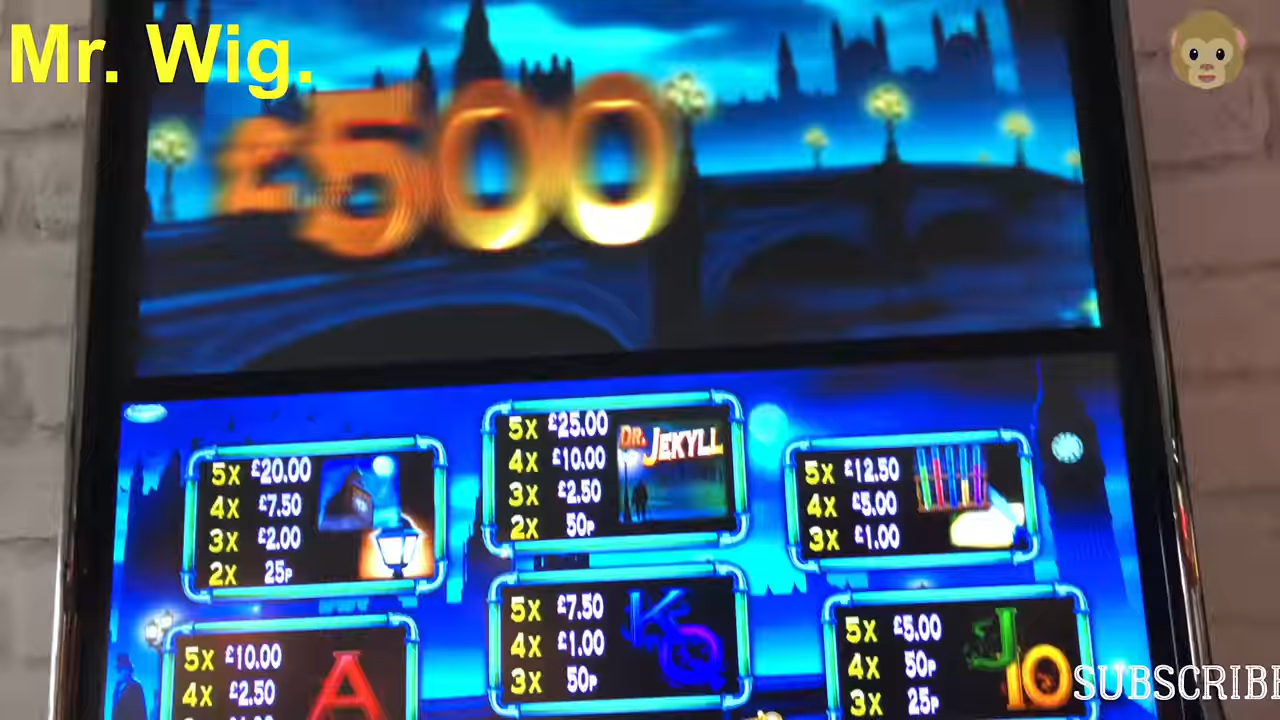 Mr. Wig.
£500
5x £20.00
4x £7.50
3x £2.00
2x 25p
5x £25.00
4x £10.00
3x £2.50
2x 50p
DR. JEKYLL
5x £12.50
4x £5.00
3x £1.00
5x £10.00
4x £2.50
A
5x £7.50
4x £1.00
3x 50p
K
Q
5x £5.00
4x 50p
3x 25p
J
10
SUBSCRIBE